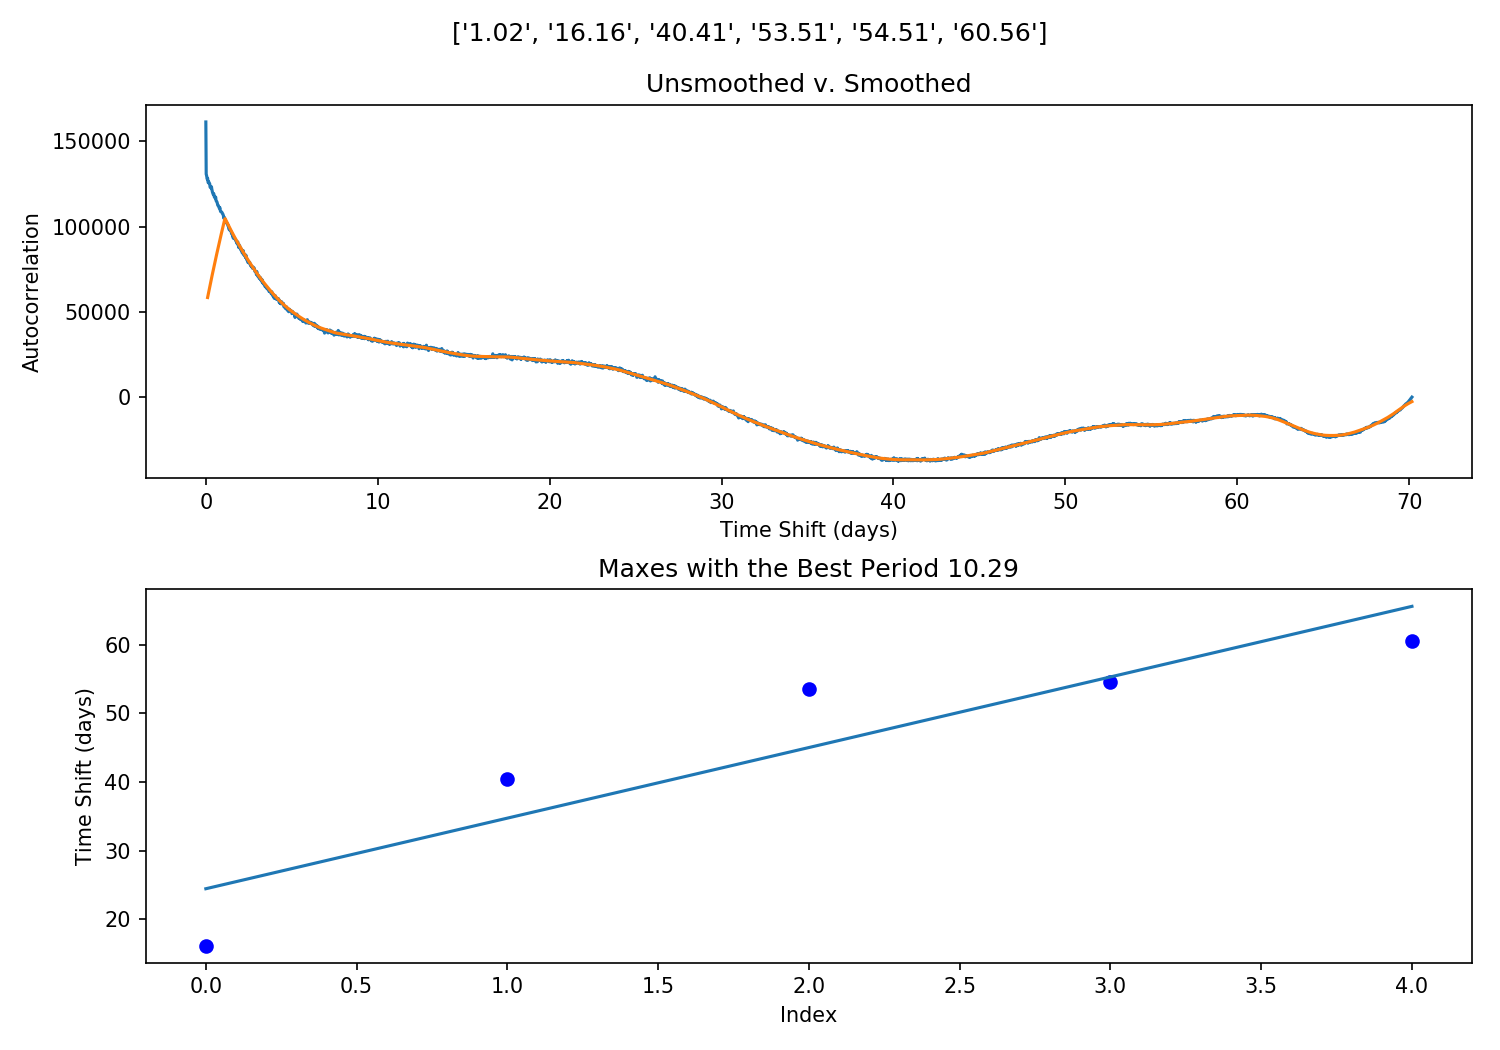 ['1.02', '16.16', '40.41', '53.51', '54.51', '60.56']
Unsmoothed v. Smoothed
Autocorrelation
150000
100000
50000
0
0 10 20 30 40 50 60 70
Time Shift (days)
Maxes with the Best Period 10.29
Time Shift (days)
60
50
40
30
20
0.0 0.5 1.0 1.5 2.0 2.5 3.0 3.5 4.0
Index